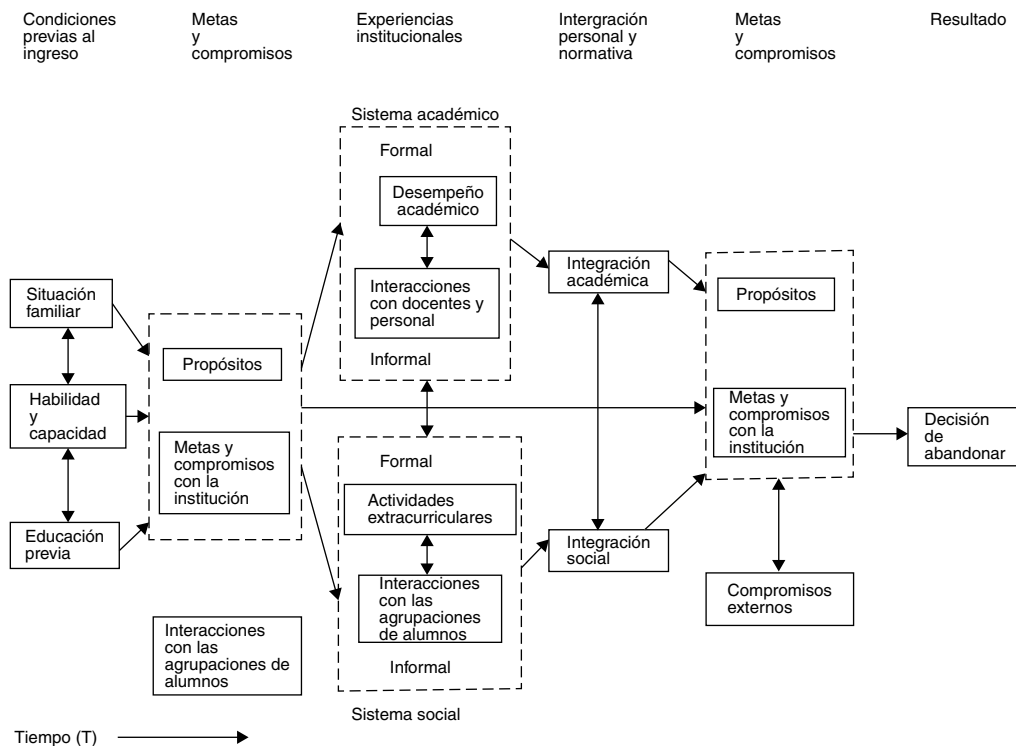 Condiciones
previas al
ingreso
Metas
y
compromisos
Experiencias
institucionales
Intergración
personal y
normativa
Metas
y
compromisos
Resultado
Sistema académico
Formal
Desempeño
académico
Interacciones
con docentes y
personal
Informal
Situación
familiar
Habilidad
y
capacidad
Educación
previa
Propósitos
Metas y
compromisos
con la
institución
Interacciones
con las
agrupaciones de
alumnos
Formal
Actividades
extracurriculares
Interacciones
con las
agrupaciones
de alumnos
Informal
Sistema social
Integración
académica
Integración
social
Propósitos
Metas y
compromisos
con la
institución
Compromisos
externos
Decisión
de
abandonar
Tiempo (T)